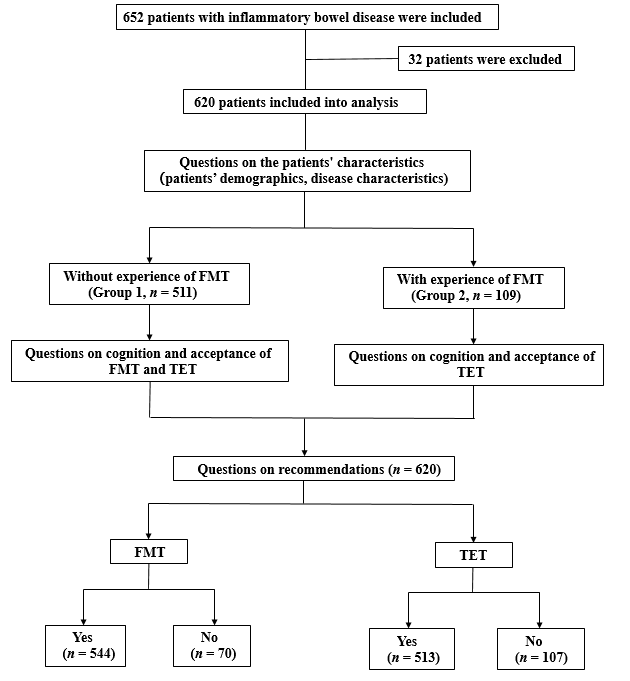 652 patients with inflammatory bowel disease were included
32 patients were excluded
620 patients included into analysis
Questions on the patients' characteristics
(patients’ demographics, disease characteristics)
Without experience of FMT
(Group 1, n = 511)
With experience of FMT
(Group 2, n = 109)
Questions on cognition and acceptance of
FMT and TET
Questions on cognition and acceptance of
TET
Questions on recommendations (n = 620)
FMT
TET
Yes
(n = 544)
No
(n = 70)
Yes
(n = 513)
No
(n = 107)